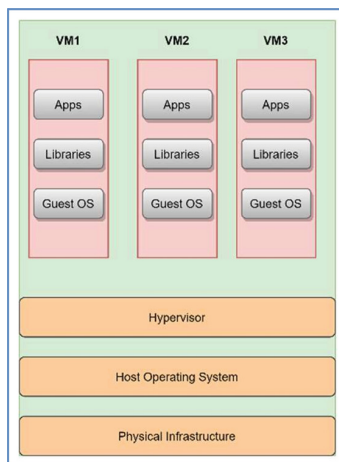 VM1 VM2 VM3
Apps Apps Apps
Libraries Libraries Libraries
Guest OS Guest OS Guest OS
Hypervisor
Host Operating System
Physical Infrastructure